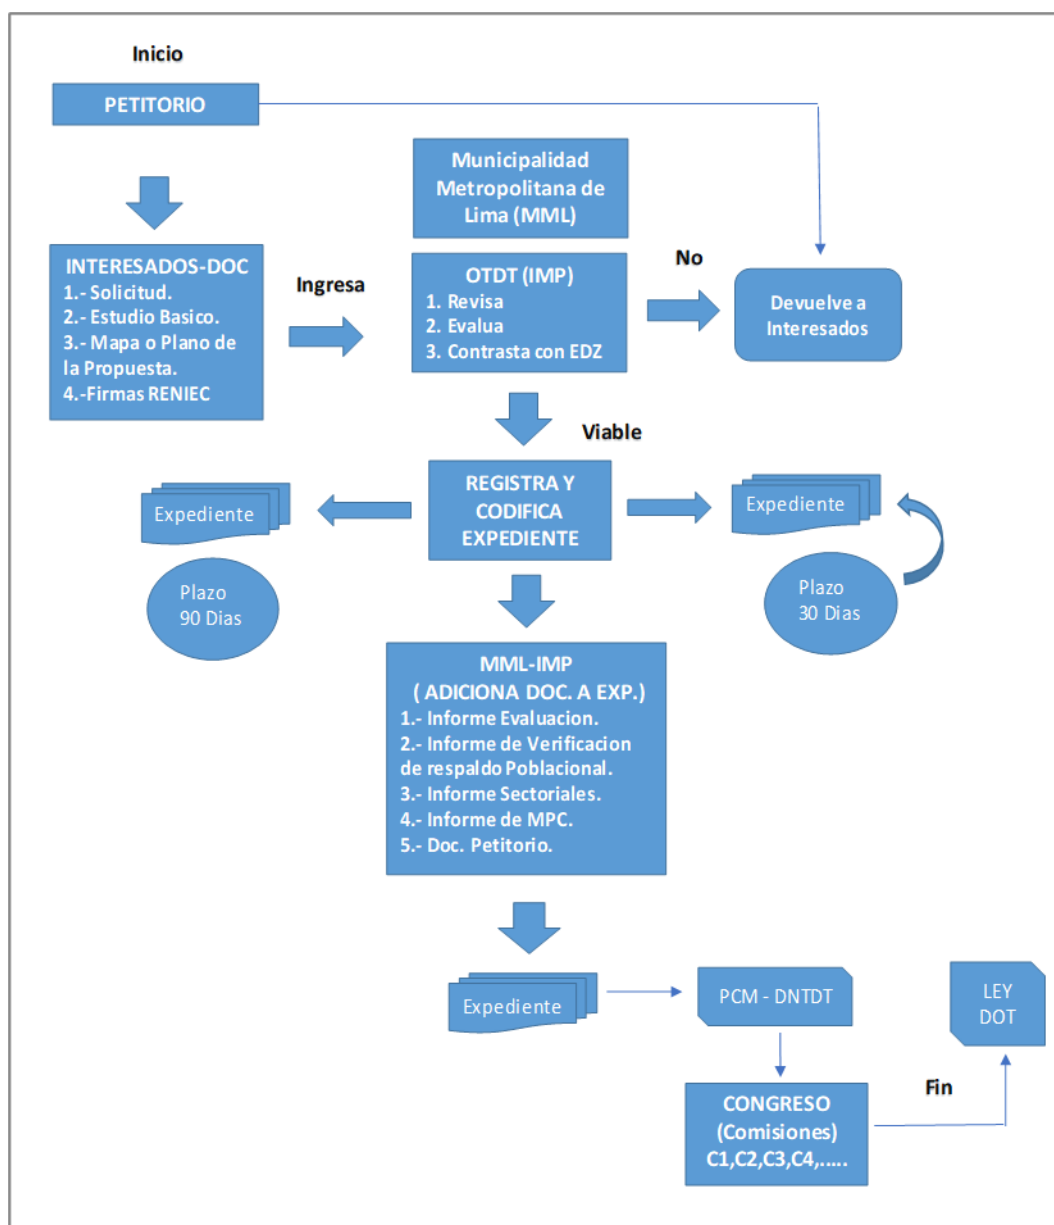 Inicio
PETITORIO
Municipalidad
Metropolitana de
Lima (MML)
INTERESADOS-DOC
1.- Solicitud.
2.- Estudio Basico.
3.- Mapa o Plano de
la Propuesta.
4.-Firmas RENIEC
Ingresa
OTDT (IMP)
1. Revisa
2. Evalua
3. Contrasta con EDZ
No
Devuelve a
Interesados
Viable
Expediente
REGISTRA Y
CODIFICA
EXPEDIENTE
Expediente
Plazo
90 Dias
Plazo
30 Dias
MML-IMP
( ADICIONA DOC. A EXP.)
1.- Informe Evaluacion.
2.- Informe de Verificacion
de respaldo Poblacional.
3.- Informe Sectoriales.
4.- Informe de MPC.
5.- Doc. Petitorio.
Expediente
PCM - DNTDT
LEY
DOT
CONGRESO
(Comisiones)
C1,C2,C3,C4,.....
Fin